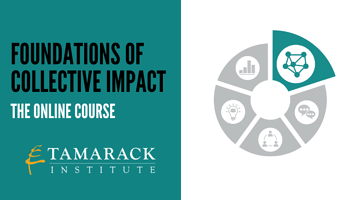 FOUNDATIONS OF
COLLECTIVE IMPACT
THE ONLINE COURSE
TAMARACK
INSTITUTE